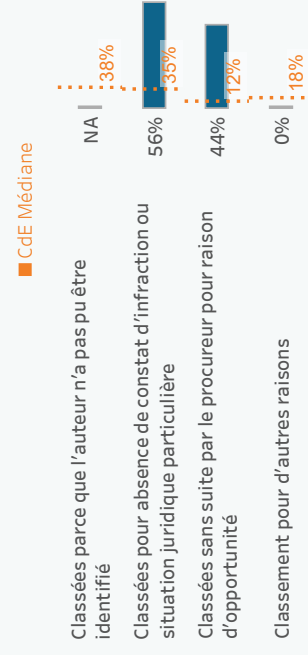 CdE Médiane
Classées parce que l'auteur n'a pas pu être
identifié
NA
38%
Classées pour absence de constat d'infraction ou
situation juridique particulière
56%
35%
Classées sans suite par le procureur pour raison
d'opportunité
44%
12%
Classement pour d'autres raisons
0%
18%